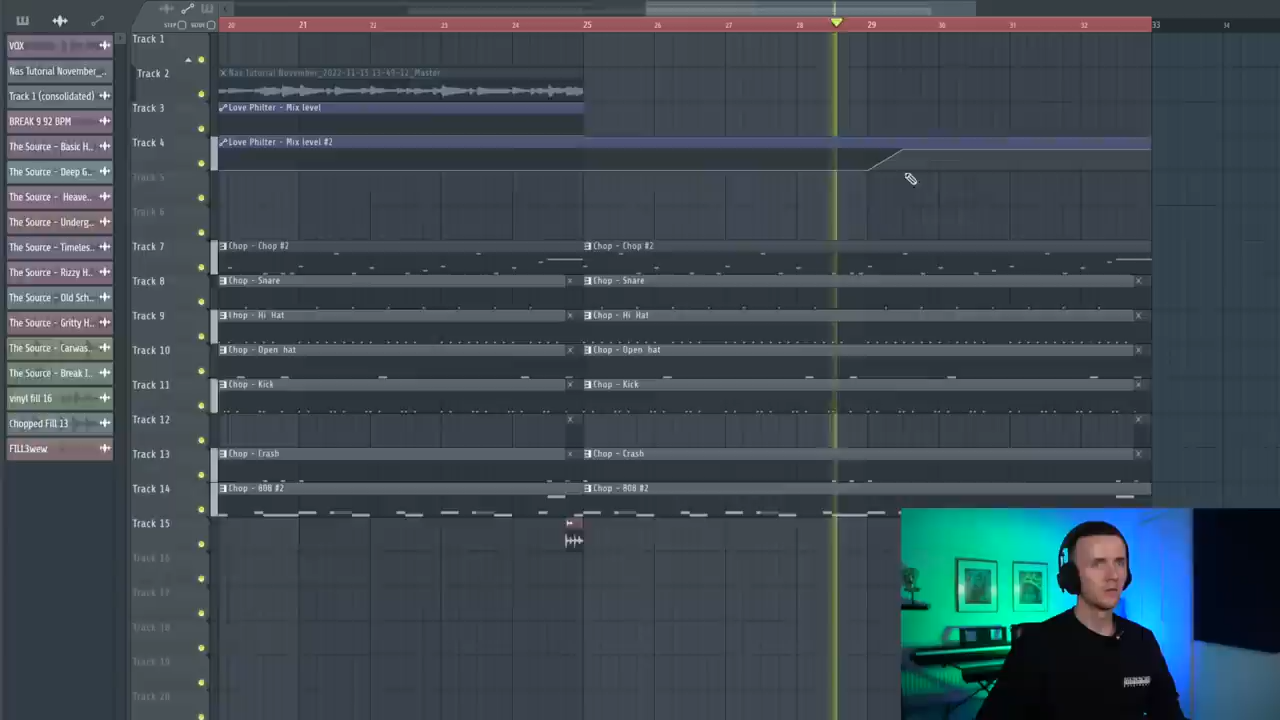 STEP SLIDE
20 21 22 23 24 25 26 27 28 29 30 31 32 33 34
VOX
Nas Tutorial November_..
Track 1 (consolidated)
BREAK 9 92 BPM
The Source - Basic H..
The Source - Deep G..
The Source - Heave..
The Source - Underg..
The Source - Timeles..
The Source - Rizzy H..
The Source - Old Sch..
The Source - Gritty H..
The Source - Carwas..
The Source - Break I..
vinyl fill 16
Chopped Fill 13
FILL3wew
Track 1
Track 2 Nas Tutorial November_2022-11-15 13-49-12_Master
Track 3 Love Philter - Mix level
Track 4 Love Philter - Mix level #2
Track 5
Track 6
Track 7 Chop - Chop #2 Chop - Chop #2
Track 8 Chop - Snare Chop - Snare
Track 9 Chop - Hi Hat Chop - Hi Hat
Track 10 Chop - Open hat Chop - Open hat
Track 11 Chop - Kick Chop - Kick
Track 12
Track 13 Chop - Crash Chop - Crash
Track 14 Chop - 808 #2 Chop - 808 #2
Track 15
Track 16
Track 17
Track 18
Track 19
Track 20